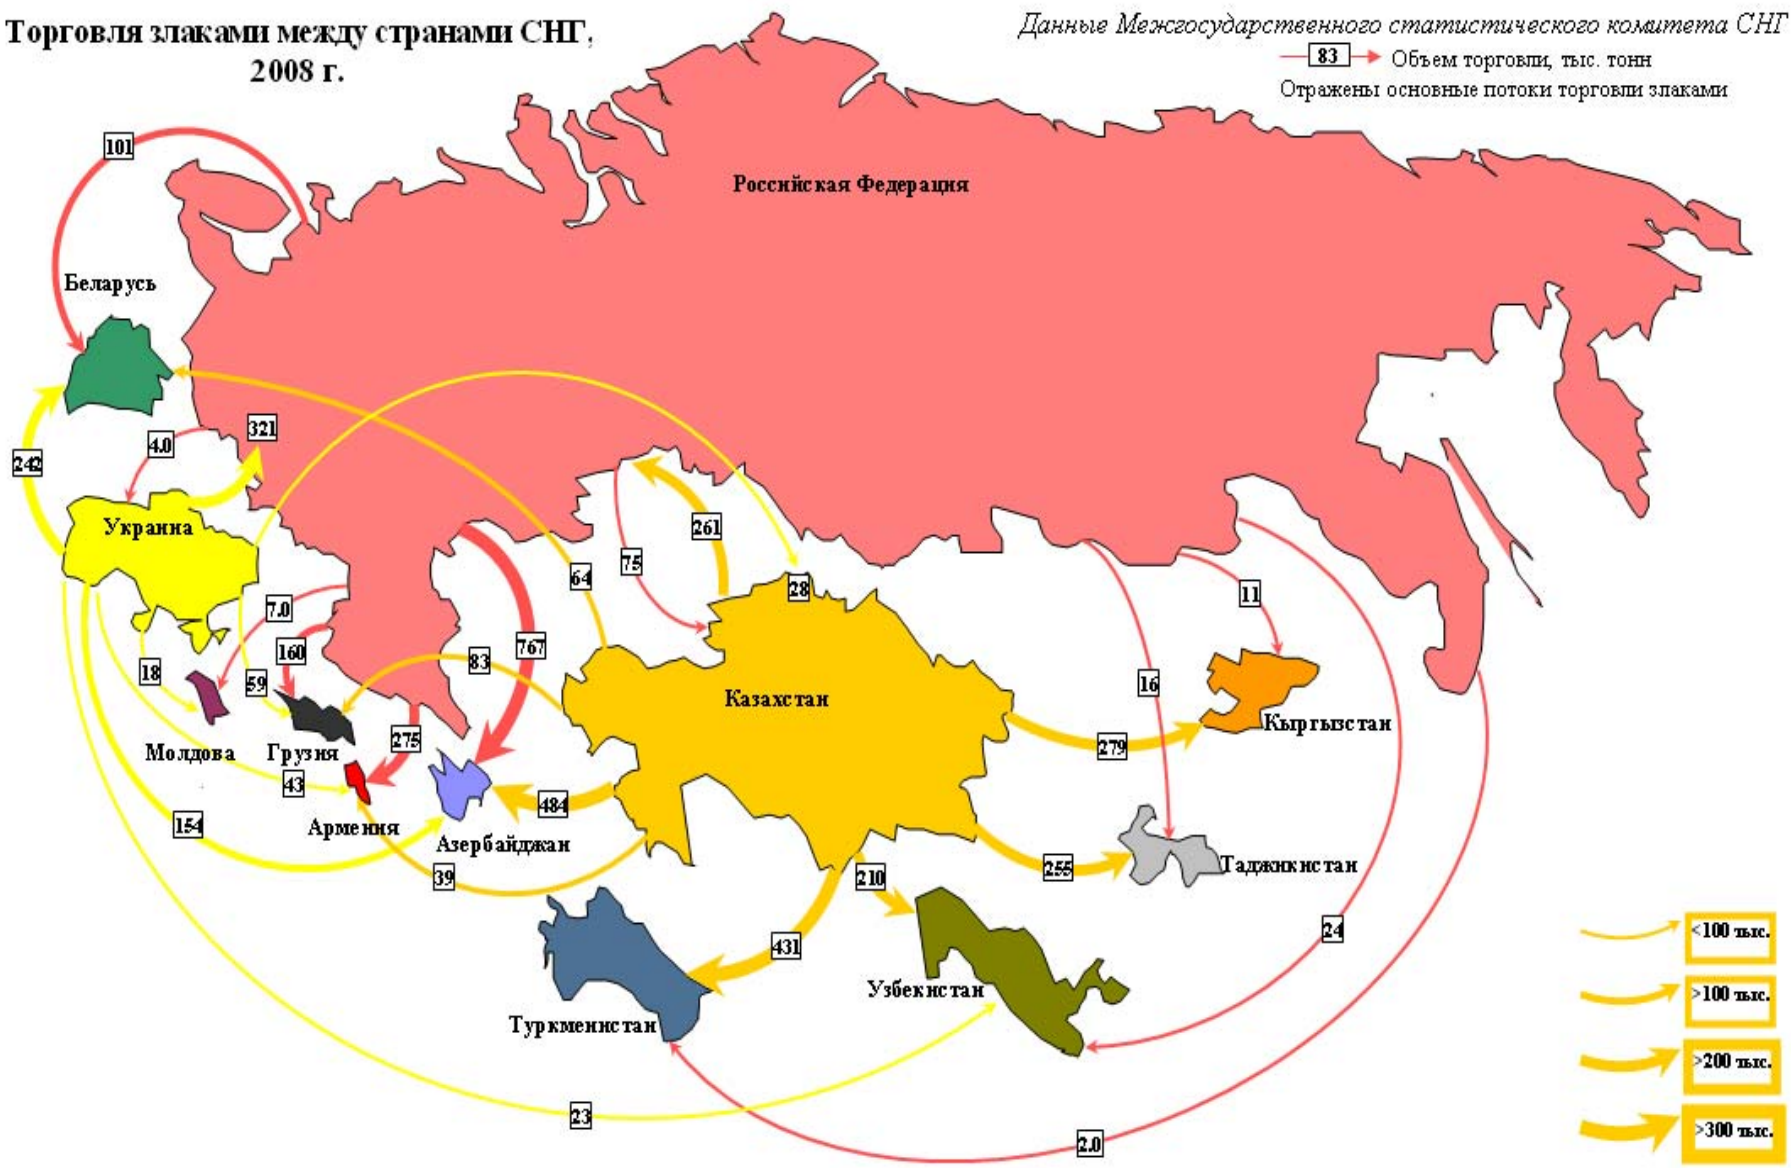 Торговля злаками между странами СНГ,
2008 г.
Данные Межгосударственного статистического комитета СНГ
83
Объем торговли, тыс. тонн
Отражены основные потоки торговли злаками
101
Российская Федерация
Беларусь
321
4.0
242
Украина
261
75
64
28
7.0
11
160
767
83
18
59
16
Казахстан
Кыргызстан
275
279
Молдова
Грузия
43
484
154
Армения
Азербайджан
39
210
255
Таджикистан
431
24
Узбекистан
Туркменистан
23
2.0
<100 тыс.
>100 тыс.
>200 тыс.
>300 тыс.